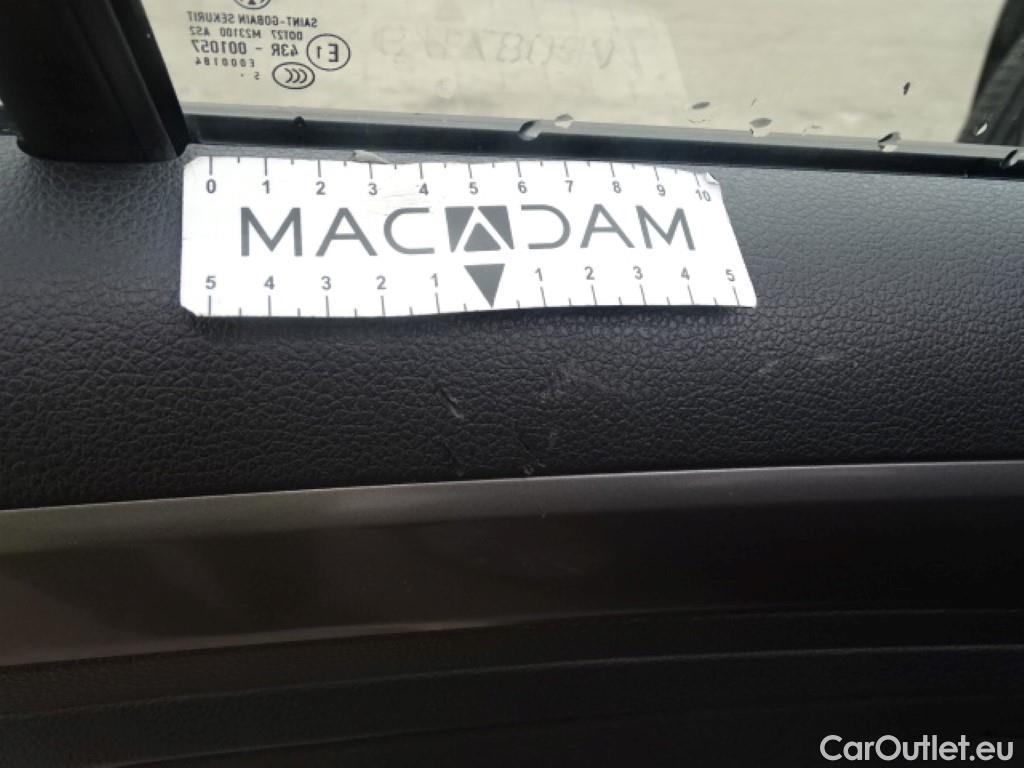 SAINT-GOBAIN SEKURIT
DOT27 M23100 AS2
43R - 001057
E1
E000184
0 1 2 3 4 5 6 7 8 9 10
MACADAM
5 4 3 2 1 1 2 3 4 5
CarOutlet.eu